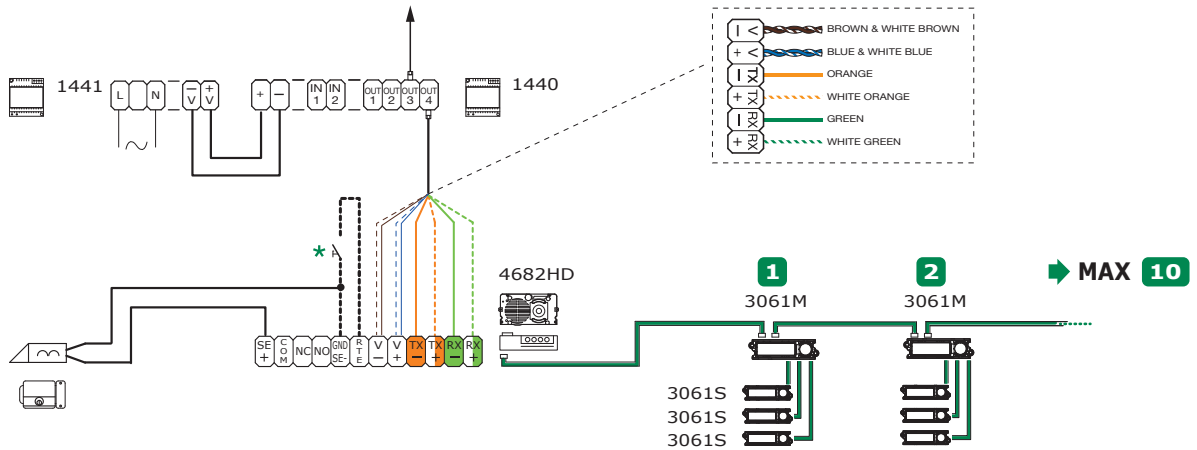 BROWN & WHITE BROWN
BLUE & WHITE BLUE
ORANGE
WHITE ORANGE
GREEN
WHITE GREEN
− V
+ V
− TX
+ TX
− RX
+ RX
1441
L N − V + V + − IN 1 IN 2 OUT 1 OUT 2 OUT 3 OUT 4
1440
*
4682HD
1
3061M
2
3061M
MAX 10
SE + COM NC NO GND SE- RTE − V + TX − TX + RX − RX +
3061S
3061S
3061S